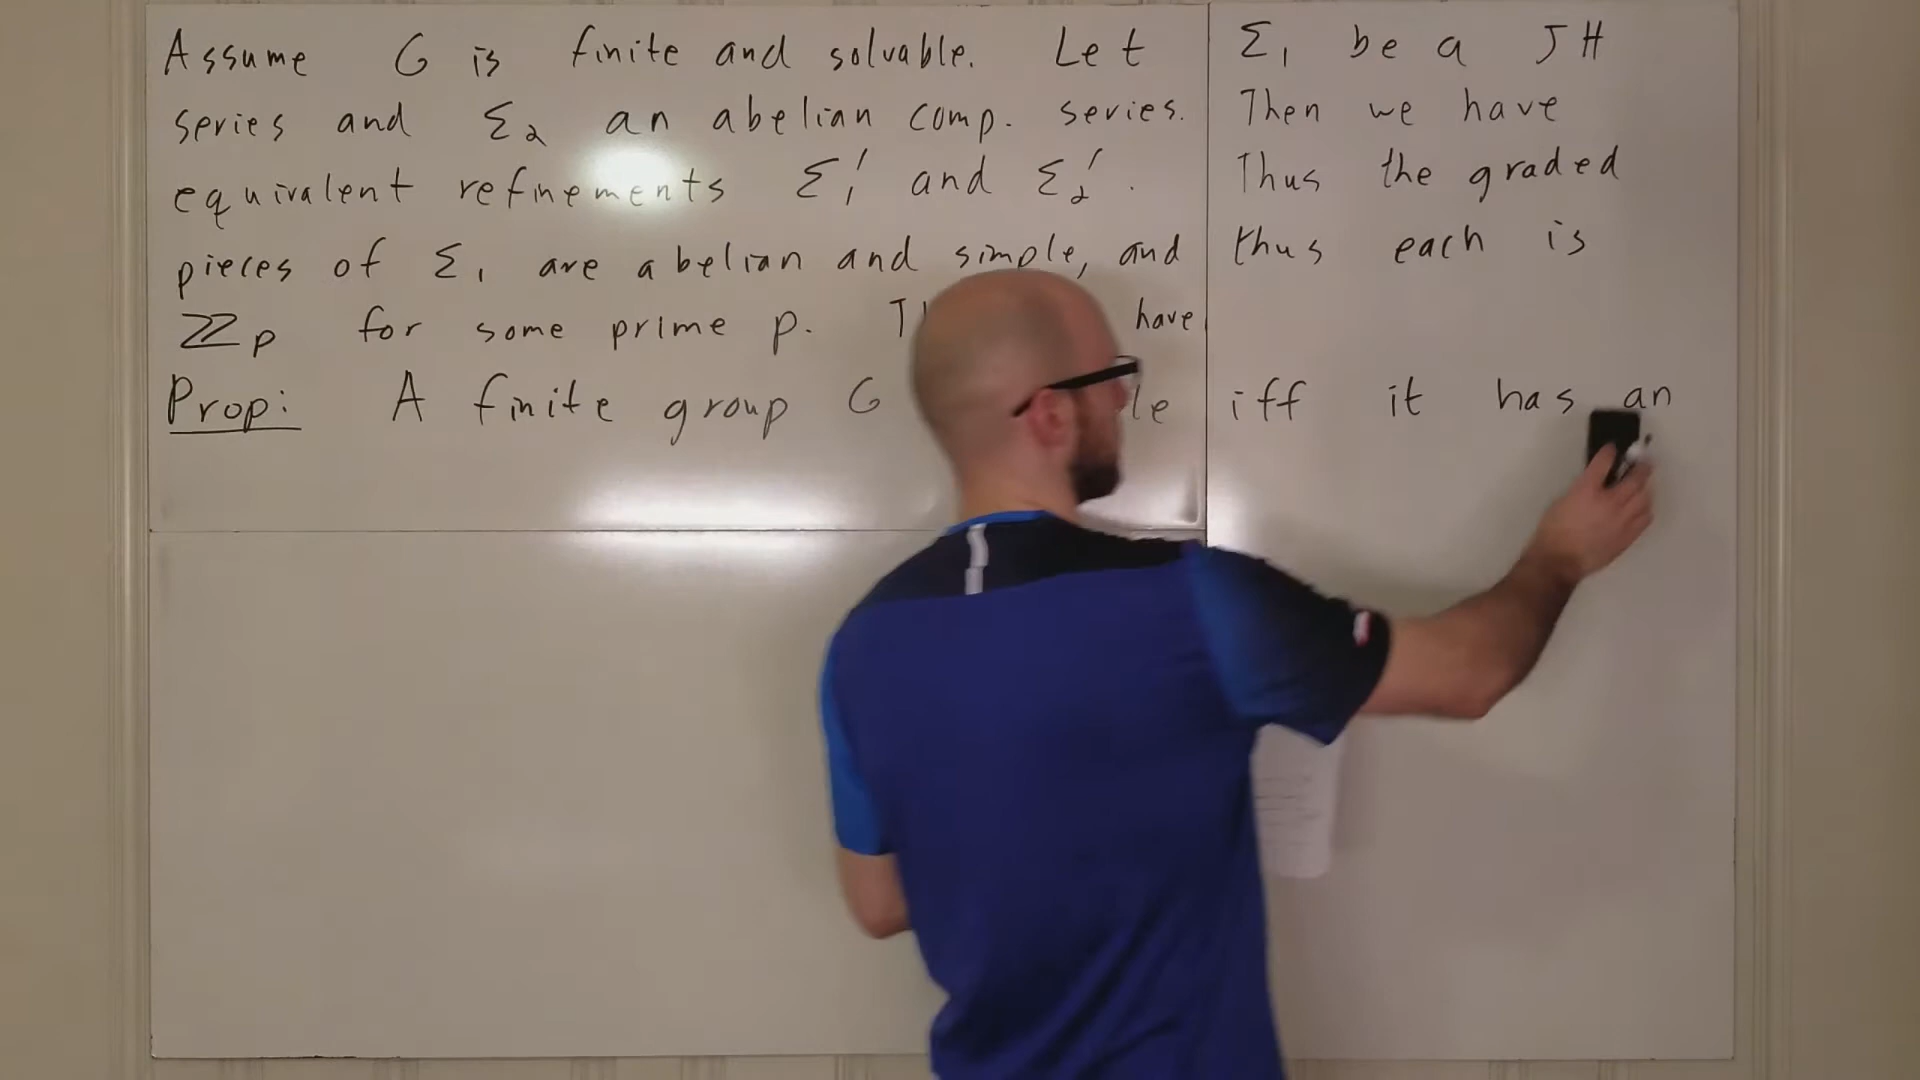 Assume G is finite and solvable. Let Σ₁ be a JH
series and Σ₂ an abelian comp. series. Then we have
equivalent refinements Σ₁′ and Σ₂′. Thus the graded
pieces of Σ₁ are abelian and simple, and thus each is
ℤₚ for some prime p. have
Prop: A finite group G iff it has an